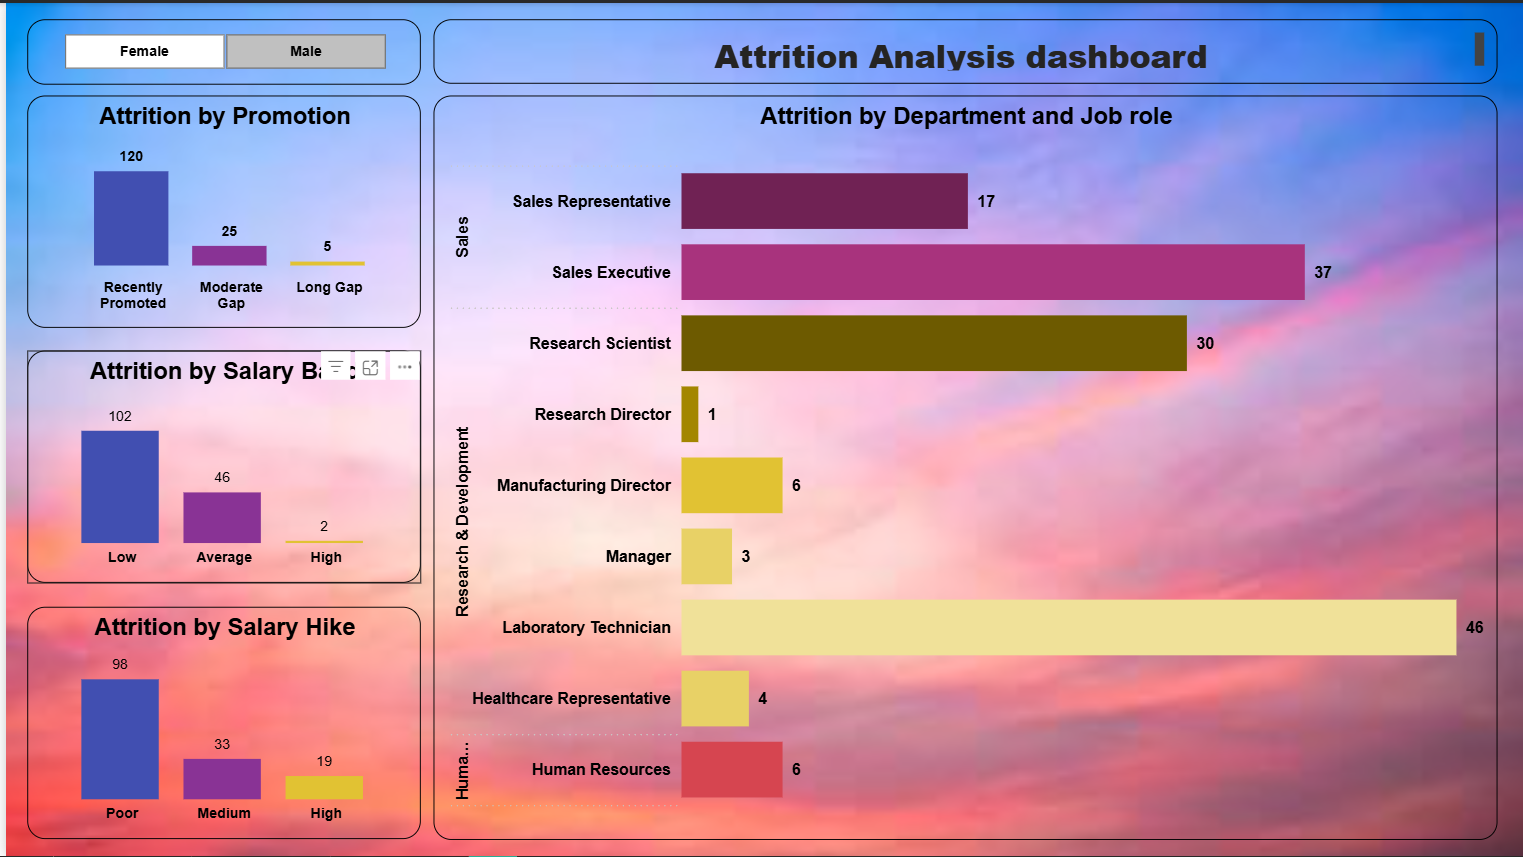 Female
Male
Attrition Analysis dashboard
Attrition by Promotion
120
25
5
Recently
Promoted
Moderate
Gap
Long Gap
Attrition by Salary
102
46
2
Low
Average
High
Attrition by Salary Hike
98
33
19
Poor
Medium
High
Attrition by Department and Job role
Sales
Sales Representative
17
Sales Executive
37
Research & Development
Research Scientist
30
Research Director
1
Manufacturing Director
6
Manager
3
Laboratory Technician
46
Healthcare Representative
4
Huma...
Human Resources
6